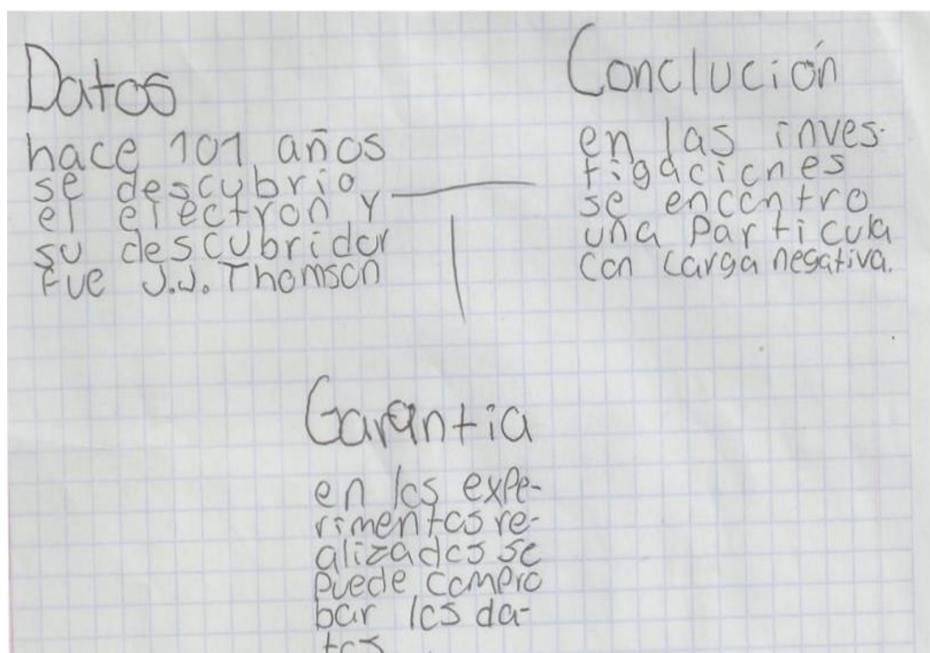 Datos
hace 101 años
se descubrio
el electron y
su descubridor
fue J.J. Thomson
Conclución
en las inves-
tigaciones
se encontro
una Particula
con carga negativa.
Garantia
en los expe-
rimentos re-
alizados se
puede compro
bar los da-
tos